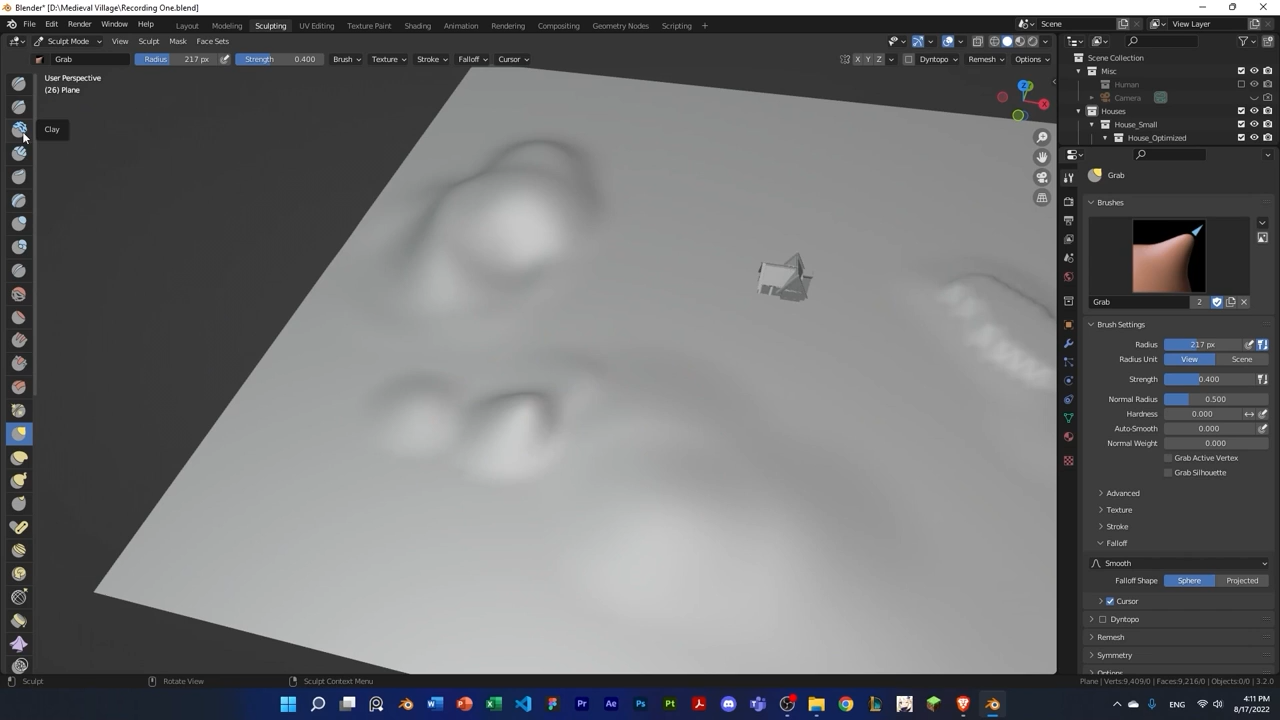 Blender* [D:\Medieval Village\Recording One.blend]
File Edit Render Window Help Layout Modeling Sculpting UV Editing Texture Paint Shading Animation Rendering Compositing Geometry Nodes Scripting + Scene View Layer
Sculpt Mode View Sculpt Mask Face Sets
Grab Radius 217 px Strength 0.400 Brush Texture Stroke Falloff Cursor X Y Z Dyntopo Remesh Options
User Perspective
(26) Plane
Clay
Z
X
Scene Collection
Misc
Human
Camera
Houses
House_Small
House_Optimized
Grab
Brushes
Grab 2
Brush Settings
Radius 217 px
Radius Unit View Scene
Strength 0.400
Normal Radius 0.500
Hardness 0.000
Auto-Smooth 0.000
Normal Weight 0.000
Grab Active Vertex
Grab Silhouette
Advanced
Texture
Stroke
Falloff
Smooth
Falloff Shape Sphere Projected
Cursor
Dyntopo
Remesh
Symmetry
Options
Sculpt Rotate View Sculpt Context Menu Plane | Verts:9,409/0 | Faces:9,216/0 | Objects:0/0 | 3.2.0
ENG
4:11 PM
8/17/2022